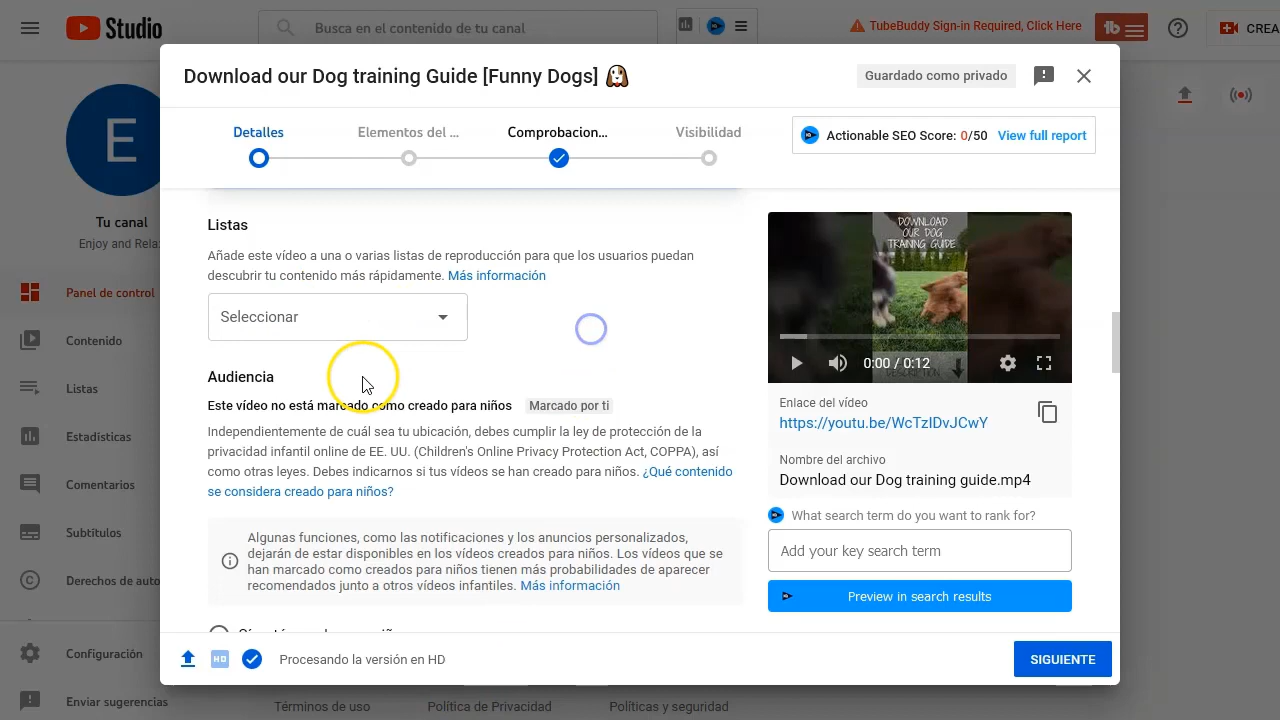 Studio
Busca en el contenido de tu canal
TubeBuddy Sign-in Required, Click Here
tb
CREA
Download our Dog training Guide [Funny Dogs]
Guardado como privado
Detalles
Elementos del ...
Comprobacion...
Visibilidad
Actionable SEO Score: 0/50 View full report
E
Tu canal
Enjoy and Rela
Panel de control
Contenido
Listas
Estadísticas
Comentarios
Subtítulos
Derechos de auto
Configuración
Enviar sugerencias
Listas
Añade este vídeo a una o varias listas de reproducción para que los usuarios puedan
descubrir tu contenido más rápidamente. Más información
Seleccionar
Audiencia
Este vídeo no está marcado como creado para niños Marcado por ti
Independientemente de cuál sea tu ubicación, debes cumplir la ley de protección de la
privacidad infantil online de EE. UU. (Children's Online Privacy Protection Act, COPPA), así
como otras leyes. Debes indicarnos si tus vídeos se han creado para niños. ¿Qué contenido
se considera creado para niños?
Algunas funciones, como las notificaciones y los anuncios personalizados,
dejarán de estar disponibles en los vídeos creados para niños. Los vídeos que se
han marcado como creados para niños tienen más probabilidades de aparecer
recomendados junto a otros vídeos infantiles. Más información
DOWNLOAD
OUR DOG
TRAINING GUIDE
0:00 / 0:12
Enlace del vídeo
https://youtu.be/WcTzIDvJCwY
Nombre del archivo
Download our Dog training guide.mp4
What search term do you want to rank for?
Add your key search term
Preview in search results
HD
Procesando la versión en HD
SIGUIENTE
Términos de uso
Política de Privacidad
Políticas y seguridad